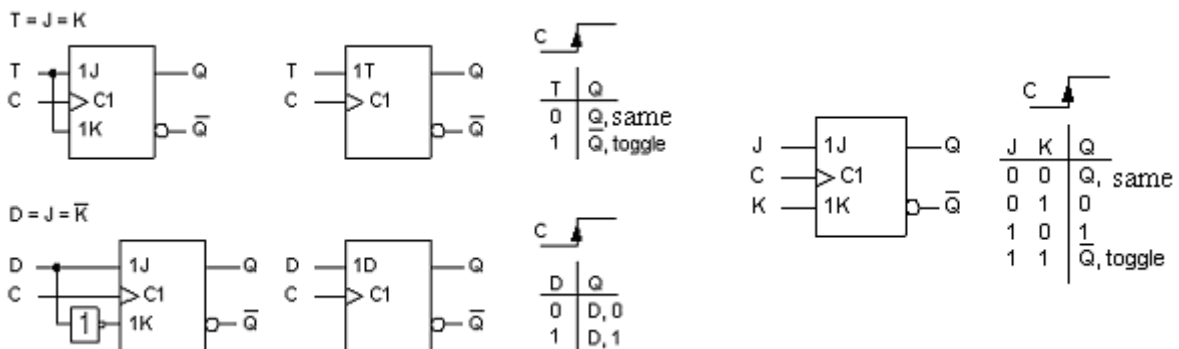 T = J = K
T 1J Q
C C1
1K Q̅
T 1T Q
C C1
Q̅
C
T Q
0 Q, same
1 Q̅, toggle
D = J = K̅
D 1J Q
C C1
1 1K Q̅
D 1D Q
C C1
Q̅
C
D Q
0 D, 0
1 D, 1
J 1J Q
C C1
K 1K Q̅
C
J K Q
0 0 Q, same
0 1 0
1 0 1
1 1 Q̅, toggle